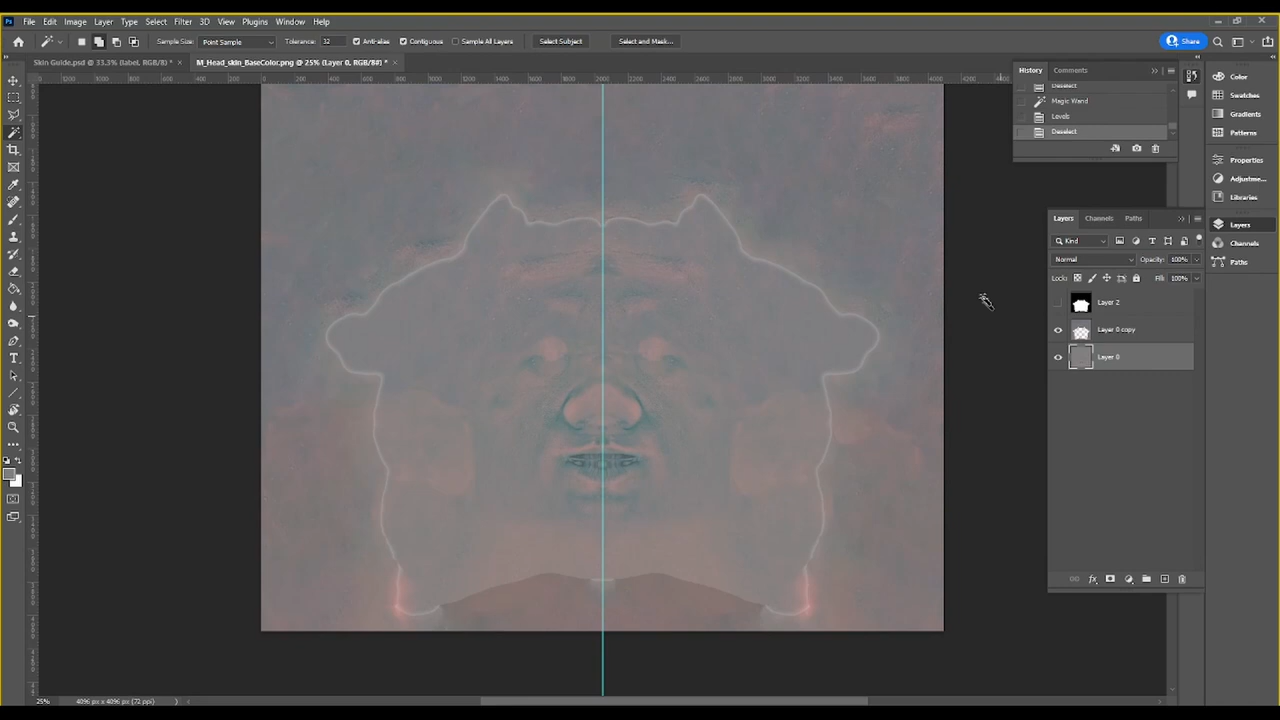 Ps File Edit Image Layer Type Select Filter 3D View Plugins Window Help
Sample Size: Point Sample Tolerance: 32 Anti-alias Contiguous Sample All Layers Select Subject Select and Mask... Share
Skin Guide.psd @ 33.3% (label, RGB/8) * × M_Head_skin_BaseColor.png @ 25% (Layer 0, RGB/8#) * ×
History Comments
Deselect
Magic Wand
Levels
Deselect
Color
Swatches
Gradients
Patterns
Properties
Adjustme...
Libraries
Layers
Channels
Paths
Layers Channels Paths
Kind
Normal Opacity: 100%
Lock: Fill: 100%
Layer 2
Layer 0 copy
Layer 0
fx
25% 4096 px x 4096 px (72 ppi)